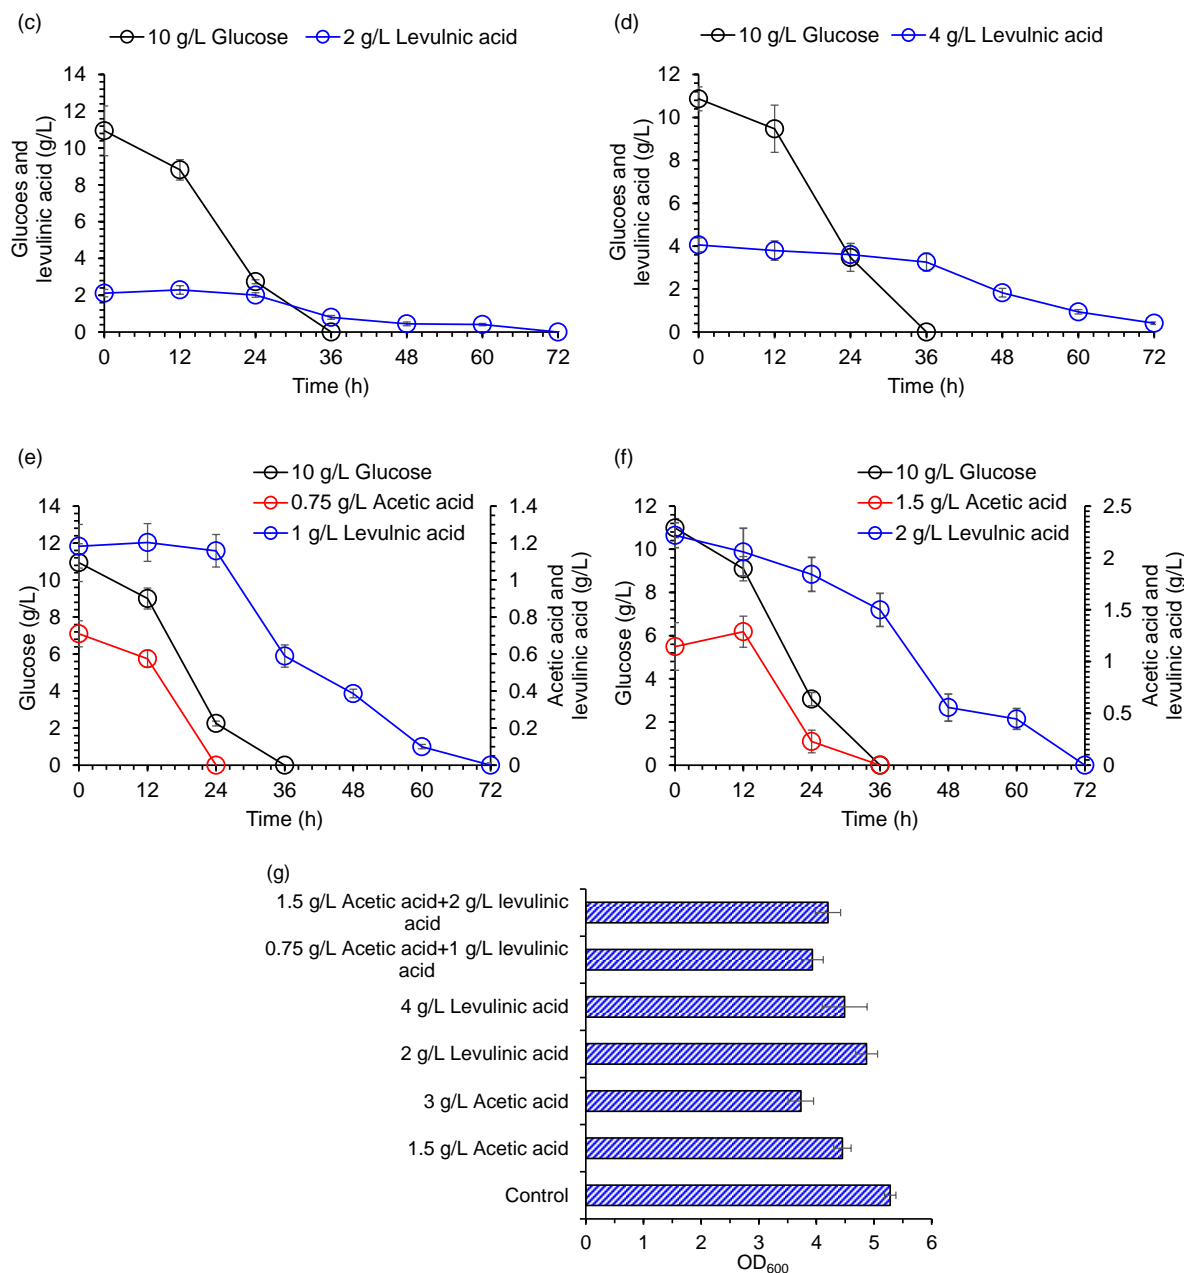 (c)
10 g/L Glucose
2 g/L Levulnic acid
14
12
10
8
6
4
2
0
Glucoes and
levulinic acid (g/L)
0 12 24 36 48 60 72
Time (h)
(d)
10 g/L Glucose
4 g/L Levulnic acid
12
10
8
6
4
2
0
Glucoes and
levulinic acid (g/L)
0 12 24 36 48 60 72
Time (h)
(e)
10 g/L Glucose
0.75 g/L Acetic acid
1 g/L Levulnic acid
14
12
10
8
6
4
2
0
Glucose (g/L)
1.4
1.2
1
0.8
0.6
0.4
0.2
0
Acetic acid and
levulinic acid (g/L)
0 12 24 36 48 60 72
Time (h)
(f)
10 g/L Glucose
1.5 g/L Acetic acid
2 g/L Levulnic acid
12
10
8
6
4
2
0
Glucose (g/L)
2.5
2
1.5
1
0.5
0
Acetic acid and
levulinic acid (g/L)
0 12 24 36 48 60 72
Time (h)
(g)
1.5 g/L Acetic acid+2 g/L levulinic
acid
0.75 g/L Acetic acid+1 g/L levulinic
acid
4 g/L Levulinic acid
2 g/L Levulinic acid
3 g/L Acetic acid
1.5 g/L Acetic acid
Control
0 1 2 3 4 5 6
OD600